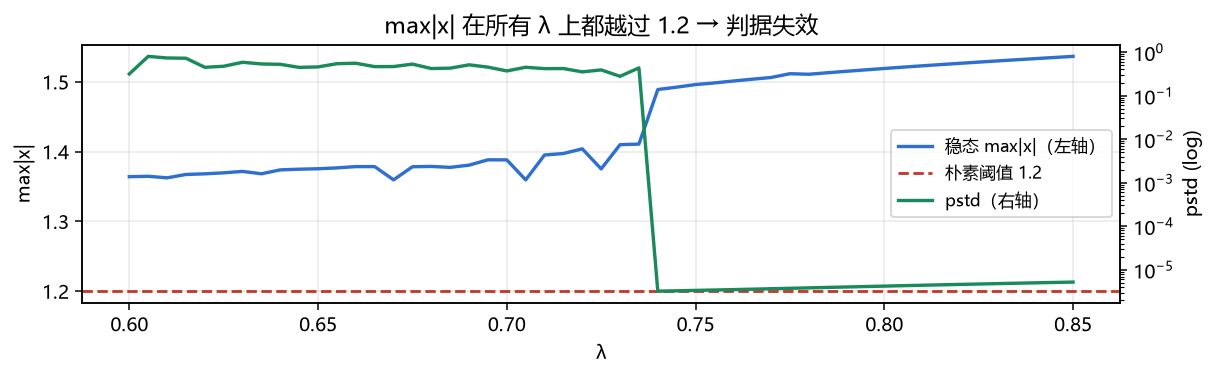 max|x| 在所有 λ 上都越过 1.2 → 判据失效
max|x|
1.5
1.4
1.3
1.2
10⁰
10⁻¹
10⁻²
10⁻³
10⁻⁴
10⁻⁵
pstd (log)
稳态 max|x|（左轴）
朴素阈值 1.2
pstd（右轴）
0.60
0.65
0.70
0.75
0.80
0.85
λ